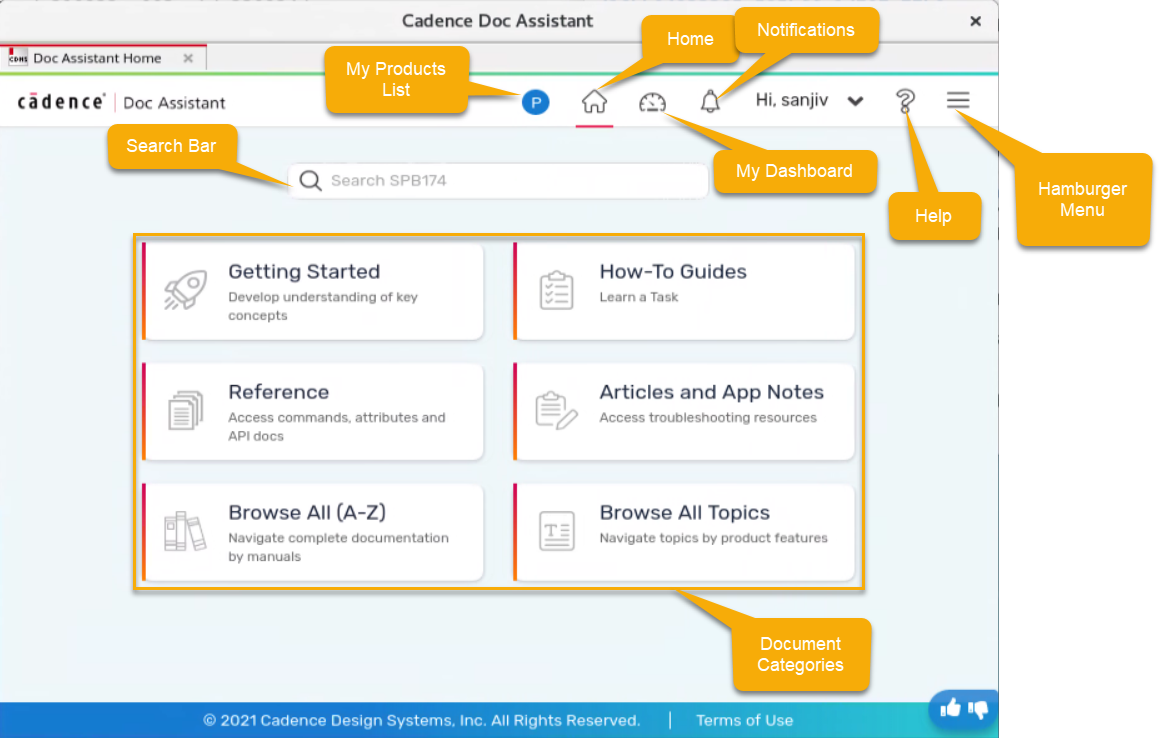 Cadence Doc Assistant
Home
Notifications
CDMS Doc Assistant Home
My Products
List
cādence® Doc Assistant
P
Hi, sanjiv
Search Bar
Search SPB174
My Dashboard
Help
Hamburger
Menu
Getting Started
Develop understanding of key
concepts
How-To Guides
Learn a Task
Reference
Access commands, attributes and
API docs
Articles and App Notes
Access troubleshooting resources
Browse All (A-Z)
Navigate complete documentation
by manuals
Browse All Topics
Navigate topics by product features
Document
Categories
© 2021 Cadence Design Systems, Inc. All Rights Reserved. | Terms of Use